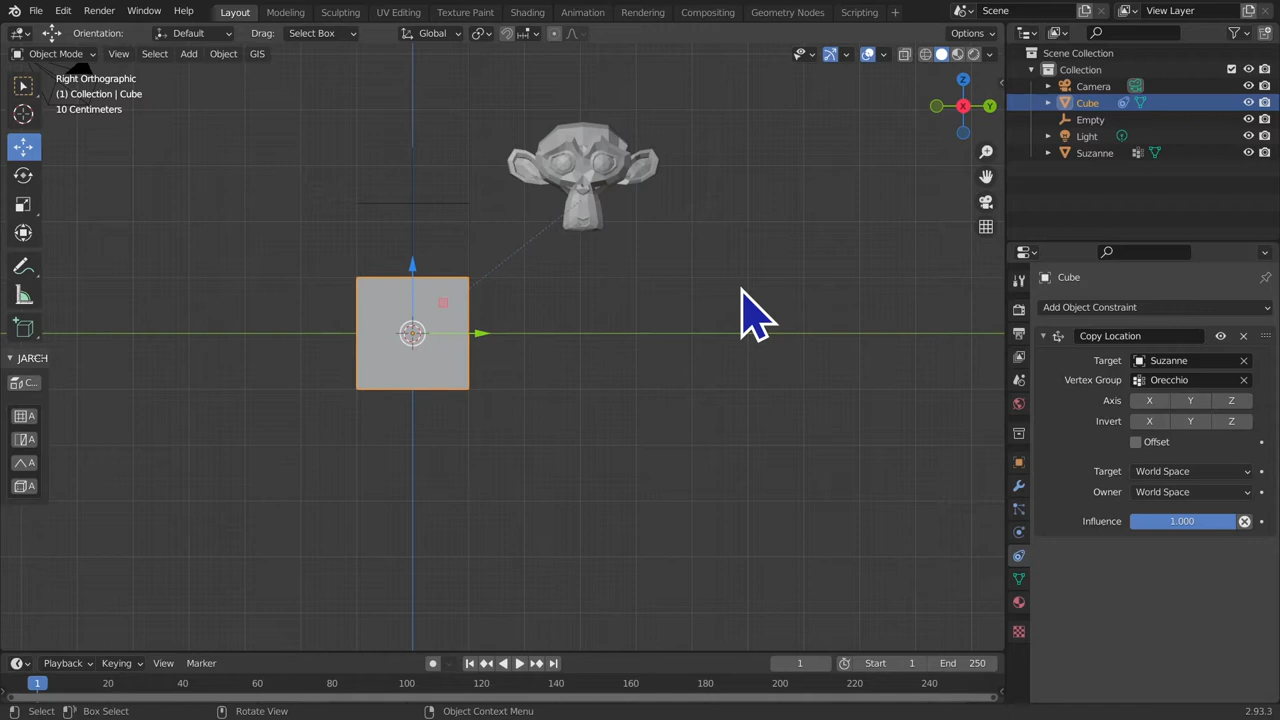 File Edit Render Window Help Layout Modeling Sculpting UV Editing Texture Paint Shading Animation Rendering Compositing Geometry Nodes Scripting + Scene View Layer
Orientation: Default Drag: Select Box Global Options
Object Mode View Select Add Object GIS
Right Orthographic
(1) Collection | Cube
10 Centimeters
Z
X
Y
JARCH
C...
A
A
A
A
Scene Collection
Collection
Camera
Cube
Empty
Light
Suzanne
Cube
Add Object Constraint
Copy Location
Target Suzanne
Vertex Group Orecchio
Axis X Y Z
Invert X Y Z
Offset
Target World Space
Owner World Space
Influence 1.000
Playback Keying View Marker 1 Start 1 End 250
1 20 40 60 80 100 120 140 160 180 200 220 240
Select Box Select Rotate View Object Context Menu 2.93.3